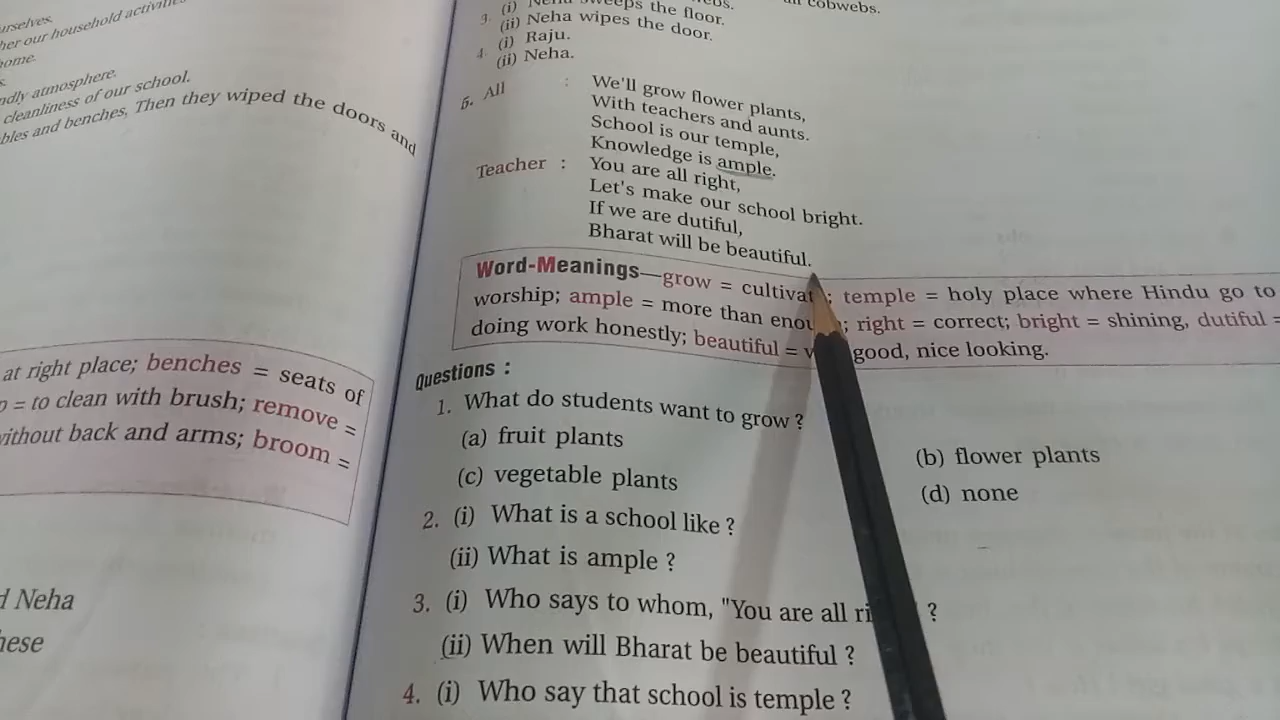 urselves.
her our household activities
home.
s.
ndly atmosphere.
cleanliness of our school.
bles and benches, Then they wiped the doors and
at right place; benches = seats of
p = to clean with brush; remove =
without back and arms; broom =
d Neha
hese
cobwebs.
3. (i) Neha sweeps the floor.
(ii) Neha wipes the door.
4. (i) Raju.
(ii) Neha.
5. All : We'll grow flower plants,
With teachers and aunts.
School is our temple,
Knowledge is ample.
Teacher : You are all right,
Let's make our school bright.
If we are dutiful,
Bharat will be beautiful.
Word-Meanings—grow = cultivat ; temple = holy place where Hindu go to
worship; ample = more than enou ; right = correct; bright = shining, dutiful =
doing work honestly; beautiful = v good, nice looking.
Questions :
1. What do students want to grow ?
(a) fruit plants
(b) flower plants
(c) vegetable plants
(d) none
2. (i) What is a school like ?
(ii) What is ample ?
3. (i) Who says to whom, "You are all ri ?
(ii) When will Bharat be beautiful ?
4. (i) Who say that school is temple ?